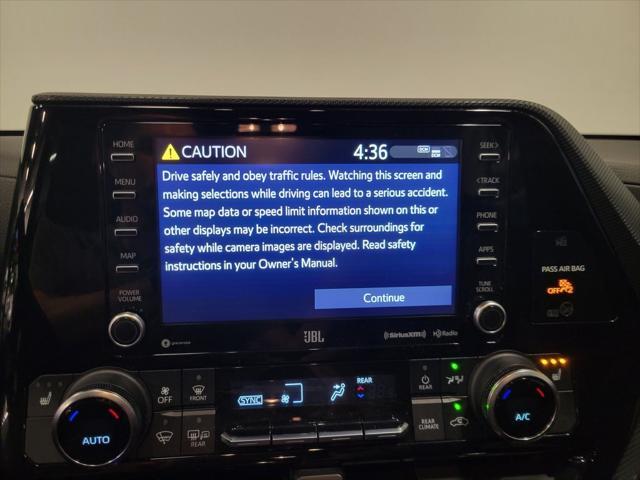 HOME
CAUTION
4:36
DCM
DCM
SEEK>
Drive safely and obey traffic rules. Watching this screen and
making selections while driving can lead to a serious accident.
Some map data or speed limit information shown on this or
other displays may be incorrect. Check surroundings for
safety while camera images are displayed. Read safety
instructions in your Owner's Manual.
Continue
MENU
AUDIO
MAP
POWER
VOLUME
<TRACK
PHONE
APPS
TUNE
SCROLL
JBL
SiriusXM
HD Radio
PASS AIR BAG
OFF
2
OFF
FRONT
REAR
AUTO
SYNC
REAR
REAR
REAR
CLIMATE
A/C